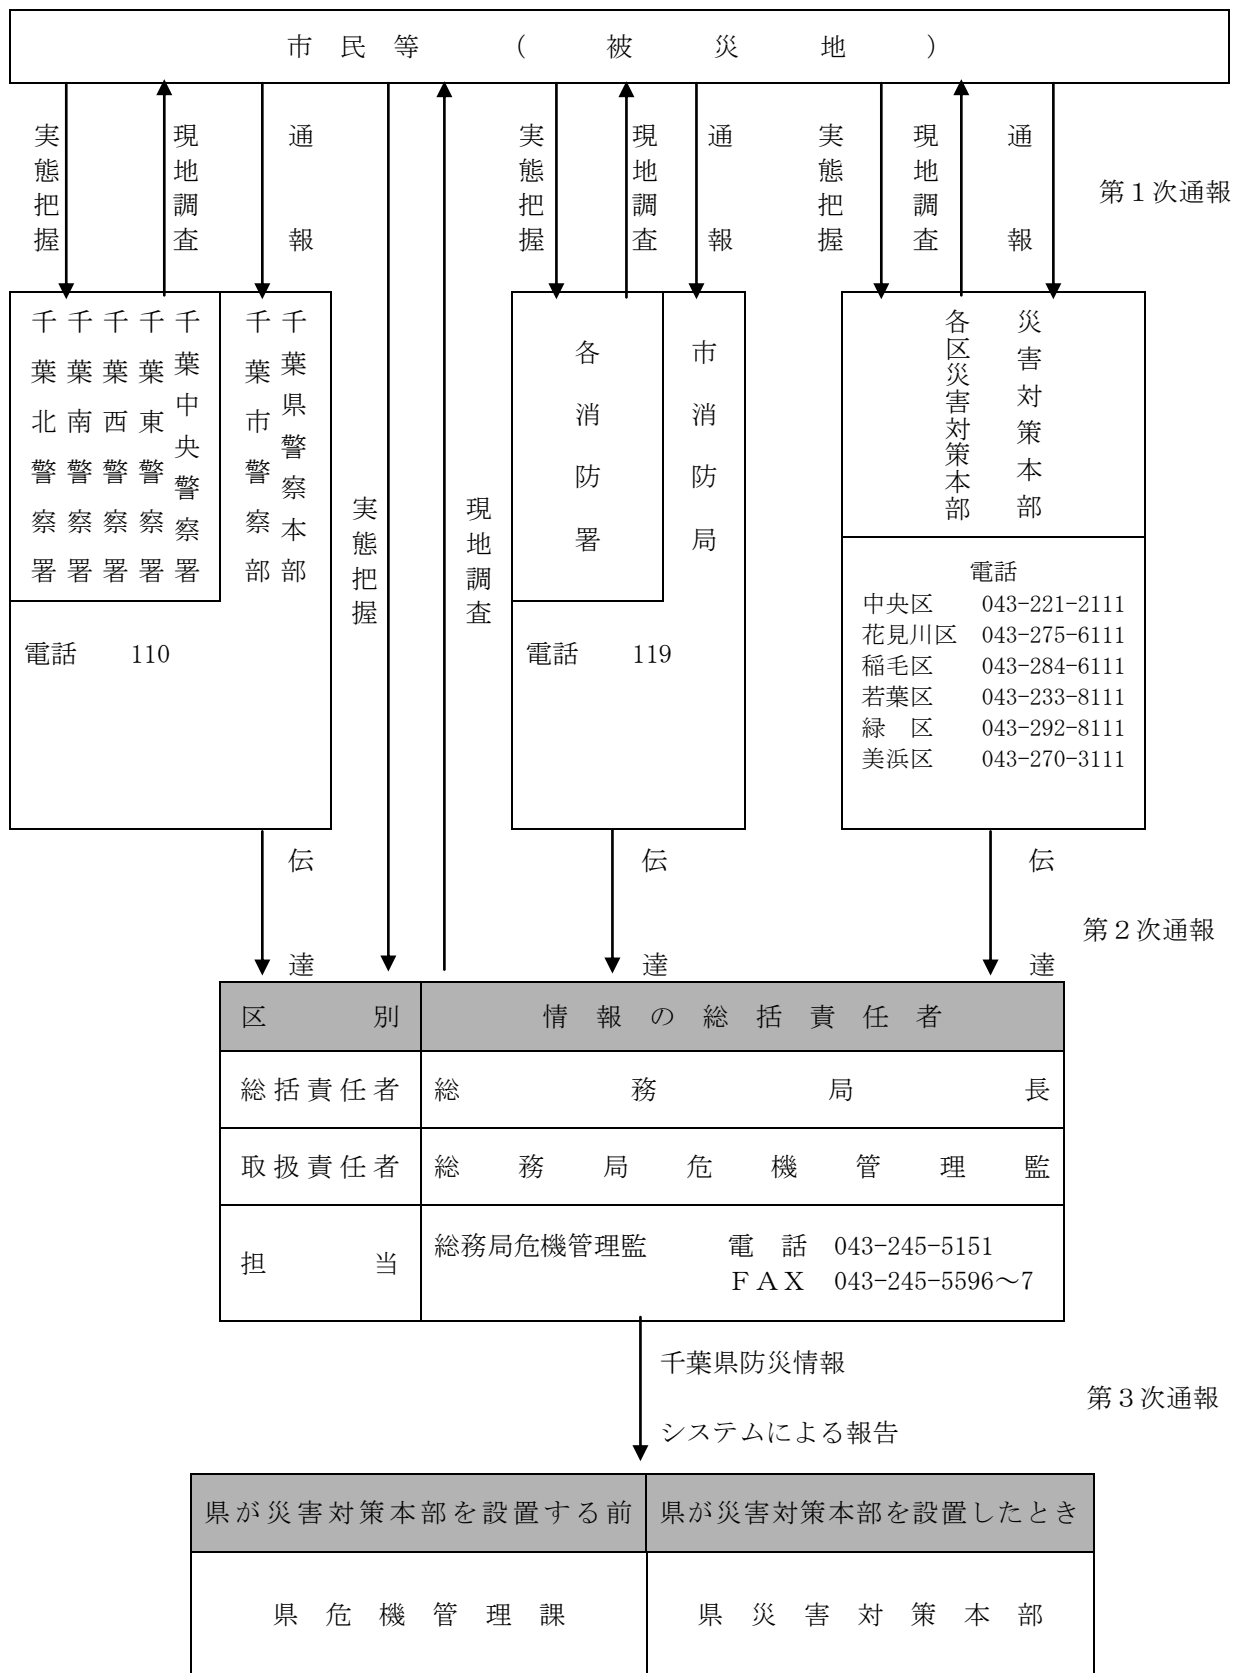 市民等（被災地）
実態把握
現地調査
通報
実態把握
現地調査
通報
実態把握
現地調査
通報
第１次通報
千葉北警察署
千葉南警察署
千葉西警察署
千葉東警察署
千葉中央警察署
千葉市警察部
千葉県警察本部
電話 110
実態把握
現地調査
各消防署
市消防局
電話 119
各区災害対策本部
災害対策本部
電話
中央区 043-221-2111
花見川区 043-275-6111
稲毛区 043-284-6111
若葉区 043-233-8111
緑区 043-292-8111
美浜区 043-270-3111
伝達
伝達
伝達
第２次通報
区別 情報の総括責任者
総括責任者 総務局長
取扱責任者 総務局危機管理監
担当 総務局危機管理監 電話 043-245-5151
ＦＡＸ 043-245-5596～7
千葉県防災情報
システムによる報告
第３次通報
県が災害対策本部を設置する前 県が災害対策本部を設置したとき
県危機管理課 県災害対策本部